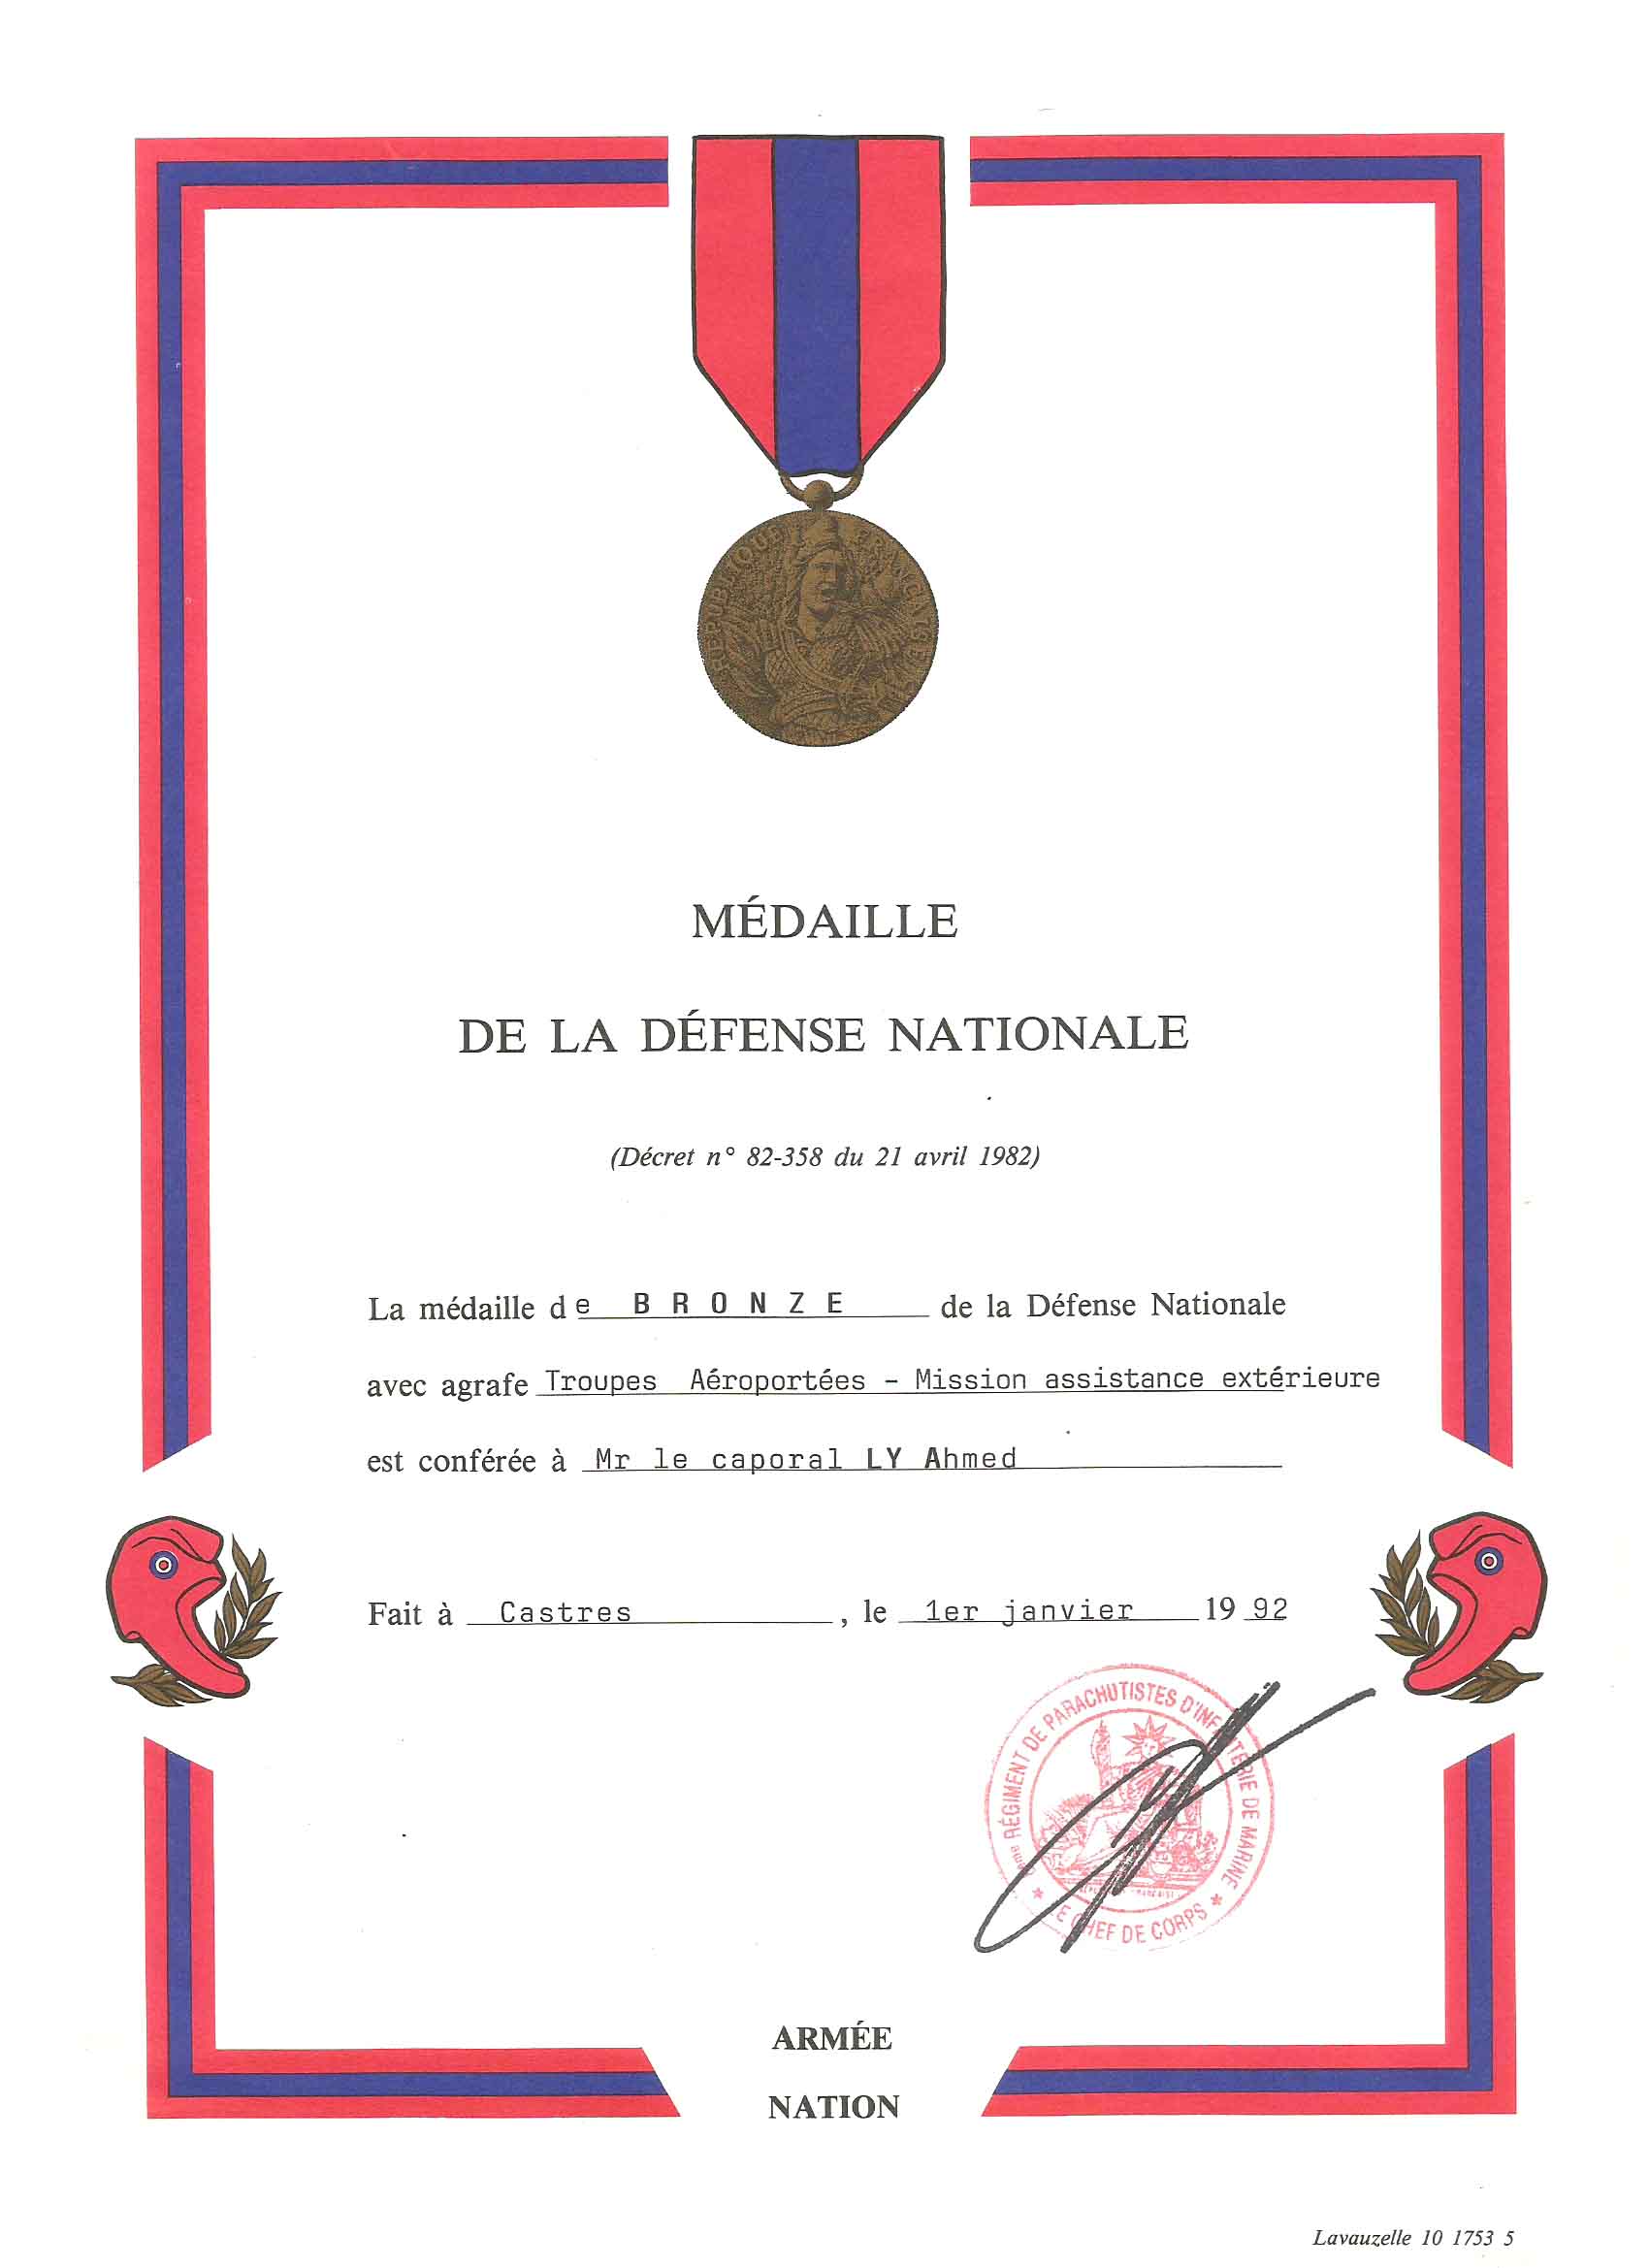 RÉPUBLIQUE FRANÇAISE
MÉDAILLE
DE LA DÉFENSE NATIONALE
(Décret n° 82-358 du 21 avril 1982)
La médaille de BRONZE de la Défense Nationale
avec agrafe Troupes Aéroportées - Mission assistance extérieure
est conférée à Mr le caporal LY Ahmed
Fait à Castres, le 1er janvier 1992
RÉGIMENT DE PARACHUTISTES D'INFANTERIE DE MARINE
LE CHEF DE CORPS
ARMÉE
NATION
Lavauzelle 10 1753 5